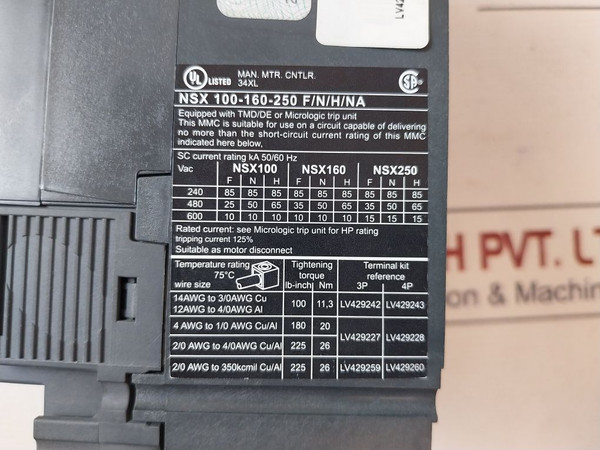 LV429
UL LISTED MAN. MTR. CNTLR.
34XL
SA
NSX 100-160-250 F/N/H/NA
Equipped with TMD/DE or Micrologic trip unit
This MMC is suitable for use on a circuit capable of delivering
no more than the short-circuit current rating of this MMC
indicated here below,
SC current rating kA 50/60 Hz
Vac NSX100 NSX160 NSX250
F N H F N H F N H
240 85 85 85 85 85 85 85 85 85
480 25 50 65 35 50 65 35 50 65
600 10 10 10 10 10 10 15 15 15
Rated current: see Micrologic trip unit for HP rating
tripping current 125%
Suitable as motor disconnect
Temperature rating Tightening Terminal kit
75°C torque reference
wire size lb-inch Nm 3P 4P
14AWG to 3/0AWG Cu 100 11,3 LV429242 LV429243
12AWG to 4/0AWG Al
4 AWG to 1/0 AWG Cu/Al 180 20 LV429227 LV429228
2/0 AWG to 4/0AWG Cu/Al 225 26
2/0 AWG to 350kcmil Cu/Al 225 26 LV429259 LV429260
H PVT. LT
on & Machin